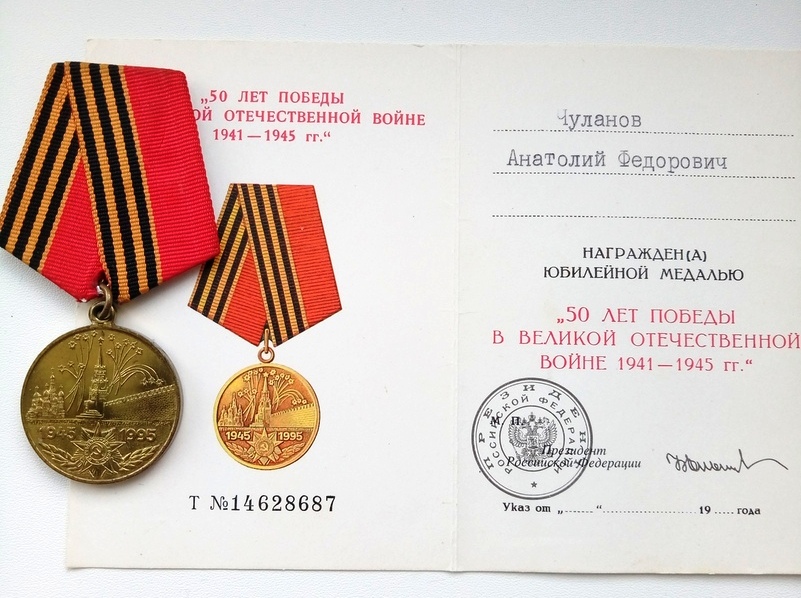 „50 ЛЕТ ПОБЕДЫ
ОЙ ОТЕЧЕСТВЕННОЙ ВОЙНЕ
1941—1945 гг.“
1945 1995
1945 1995
Т №14628687
Чуланов
Анатолий Федорович
НАГРАЖДЕН(А)
ЮБИЛЕЙНОЙ МЕДАЛЬЮ
„50 ЛЕТ ПОБЕДЫ
В ВЕЛИКОЙ ОТЕЧЕСТВЕННОЙ
ВОЙНЕ 1941—1945 гг.“
ПРЕЗИДЕНТ
РОССИЙСКОЙ ФЕДЕРАЦИИ
М. П.
Президент
Российской Федерации
Указ от „ “ 19 года